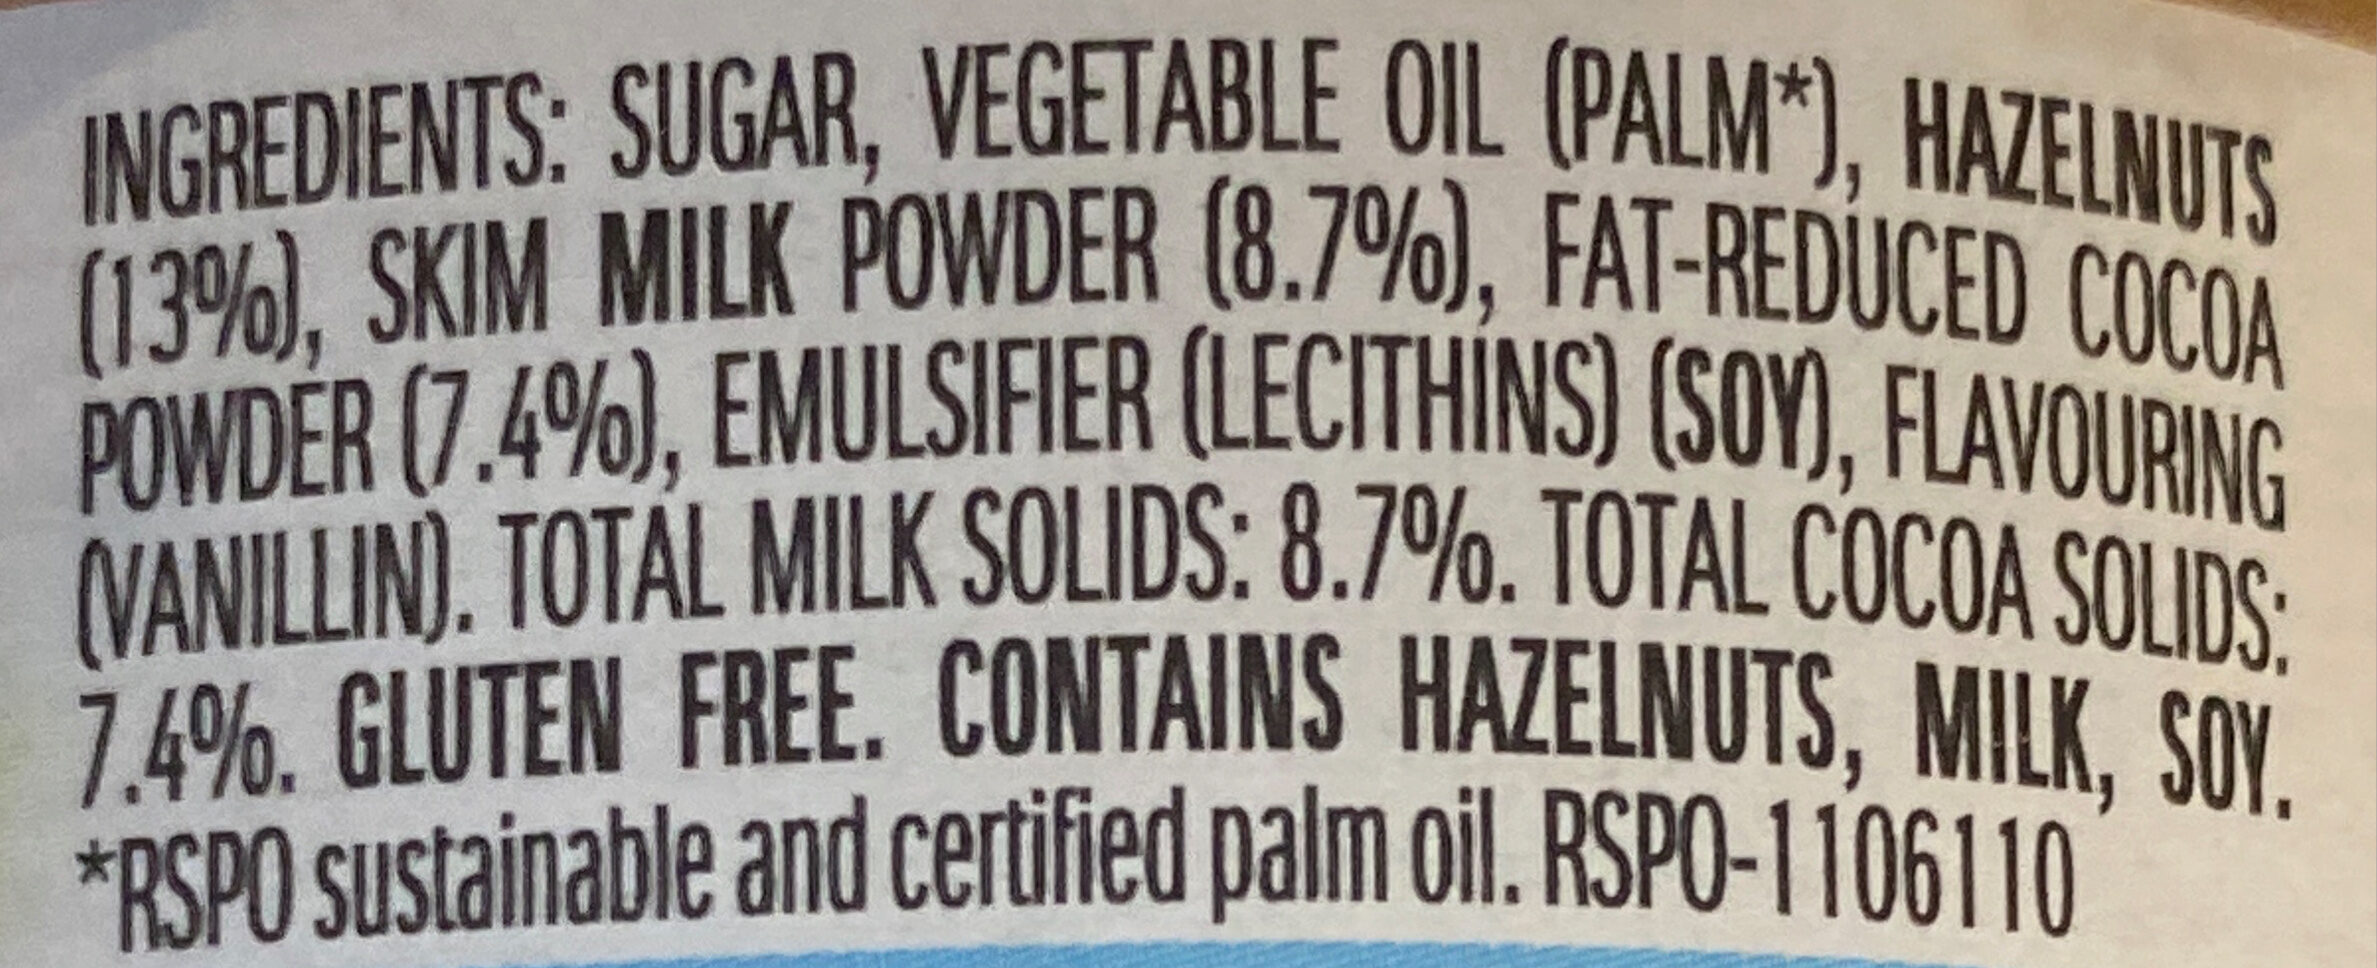 INGREDIENTS: SUGAR, VEGETABLE OIL (PALM*), HAZELNUTS
(13%), SKIM MILK POWDER (8.7%), FAT-REDUCED COCOA
POWDER (7.4%), EMULSIFIER (LECITHINS) (SOY), FLAVOURING
(VANILLIN). TOTAL MILK SOLIDS: 8.7%. TOTAL COCOA SOLIDS:
7.4%. GLUTEN FREE. CONTAINS HAZELNUTS, MILK, SOY.
*RSPO sustainable and certified palm oil. RSPO-1106110